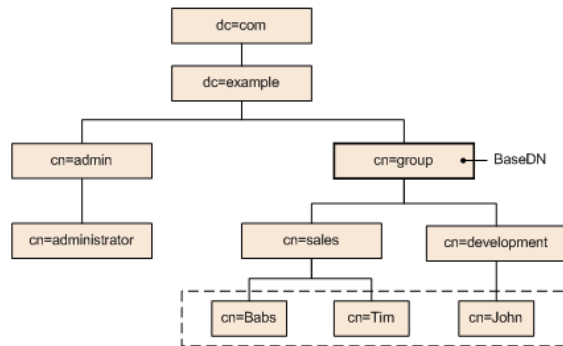 dc=com
dc=example
cn=admin
cn=group
BaseDN
cn=administrator
cn=sales
cn=development
cn=Babs
cn=Tim
cn=John